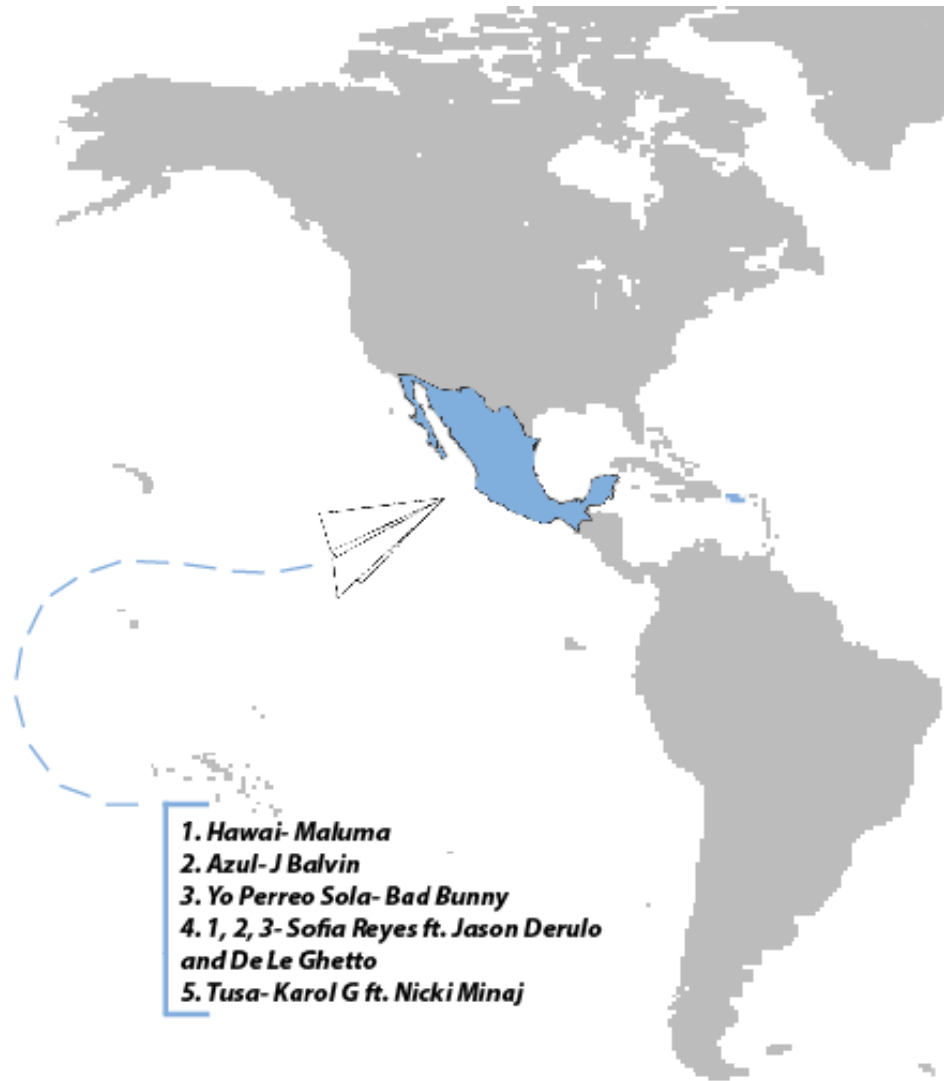 1. Hawai- Maluma
2. Azul- J Balvin
3. Yo Perreo Sola- Bad Bunny
4. 1, 2, 3- Sofia Reyes ft. Jason Derulo
and De Le Ghetto
5. Tusa- Karol G ft. Nicki Minaj